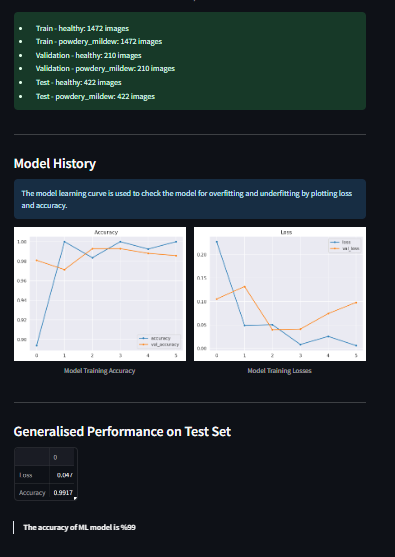 Train - healthy: 1472 images
Train - powdery_mildew: 1472 images
Validation - healthy: 210 images
Validation - powdery_mildew: 210 images
Test - healthy: 422 images
Test - powdery_mildew: 422 images
Model History
The model learning curve is used to check the model for overfitting and underfitting by plotting loss
and accuracy.
Accuracy
1.00
0.98
0.96
0.94
0.92
0.90
accuracy
val_accuracy
0 1 2 3 4 5
Loss
loss
val_loss
0.20
0.15
0.10
0.05
0.00
0 1 2 3 4 5
Model Training Accuracy
Model Training Losses
Generalised Performance on Test Set
0
Loss 0.047
Accuracy 0.9917
The accuracy of ML model is %99